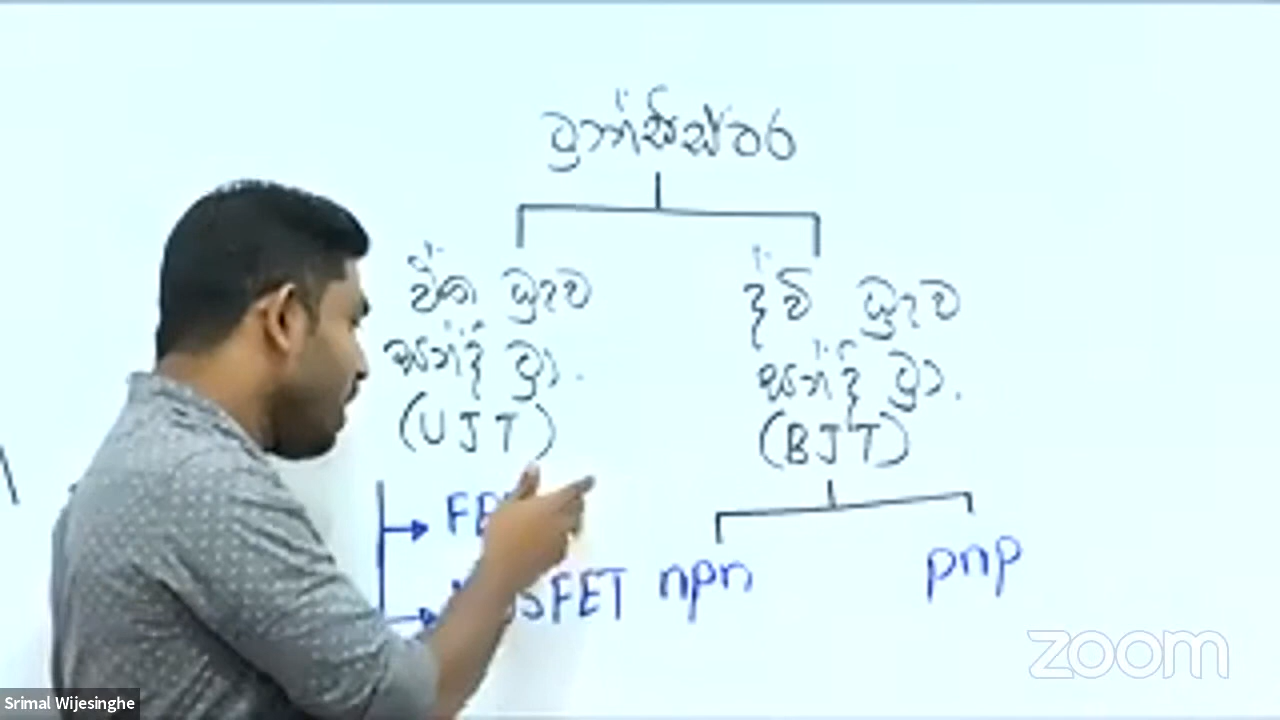 ට්‍රාන්සිස්ටර
ඒක ධ්‍රැව
ද්වි ධ්‍රැව
සන්ධි ට්‍රා.
සන්ධි ට්‍රා.
(UJT)
(BJT)
npn
pnp
zoom
Srimal Wijesinghe